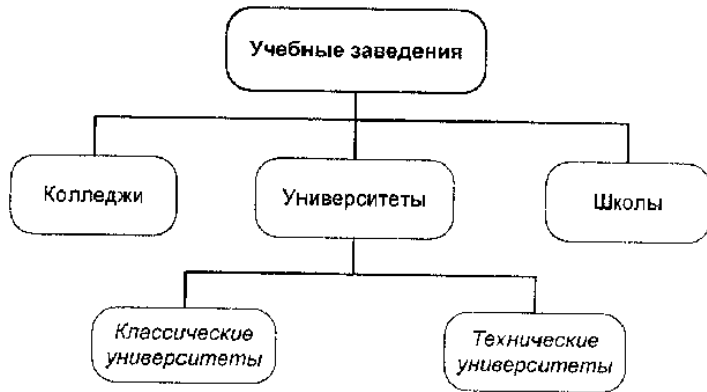 Учебные заведения
Колледжи
Университеты
Школы
Классические
университеты
Технические
университеты